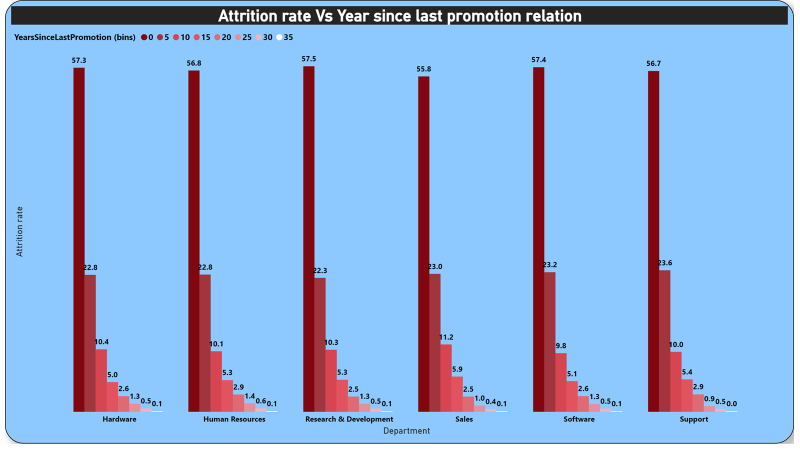 Attrition rate Vs Year since last promotion relation
YearsSinceLastPromotion (bins) 0 5 10 15 20 25 30 35
Attrition rate
57.3 22.8 10.4 5.0 2.6 1.3 0.5 0.1
56.8 22.8 10.1 5.3 2.9 1.4 0.6 0.1
57.5 22.3 10.3 5.3 2.5 1.3 0.5 0.1
55.8 23.0 11.2 5.9 2.5 1.0 0.4 0.1
57.4 23.2 9.8 5.1 2.6 1.3 0.5 0.1
56.7 23.6 10.0 5.4 2.9 0.9 0.5 0.0
Hardware Human Resources Research & Development Sales Software Support
Department